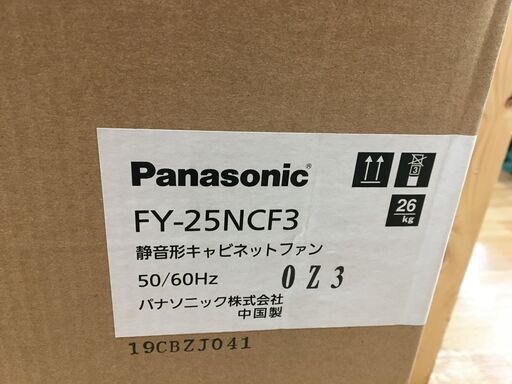 Panasonic®
FY-25NCF3
静音形キャビネットファン
50/60Hz
0Z3
パナソニック株式会社
中国製
19CBZJ041
3
26
kg